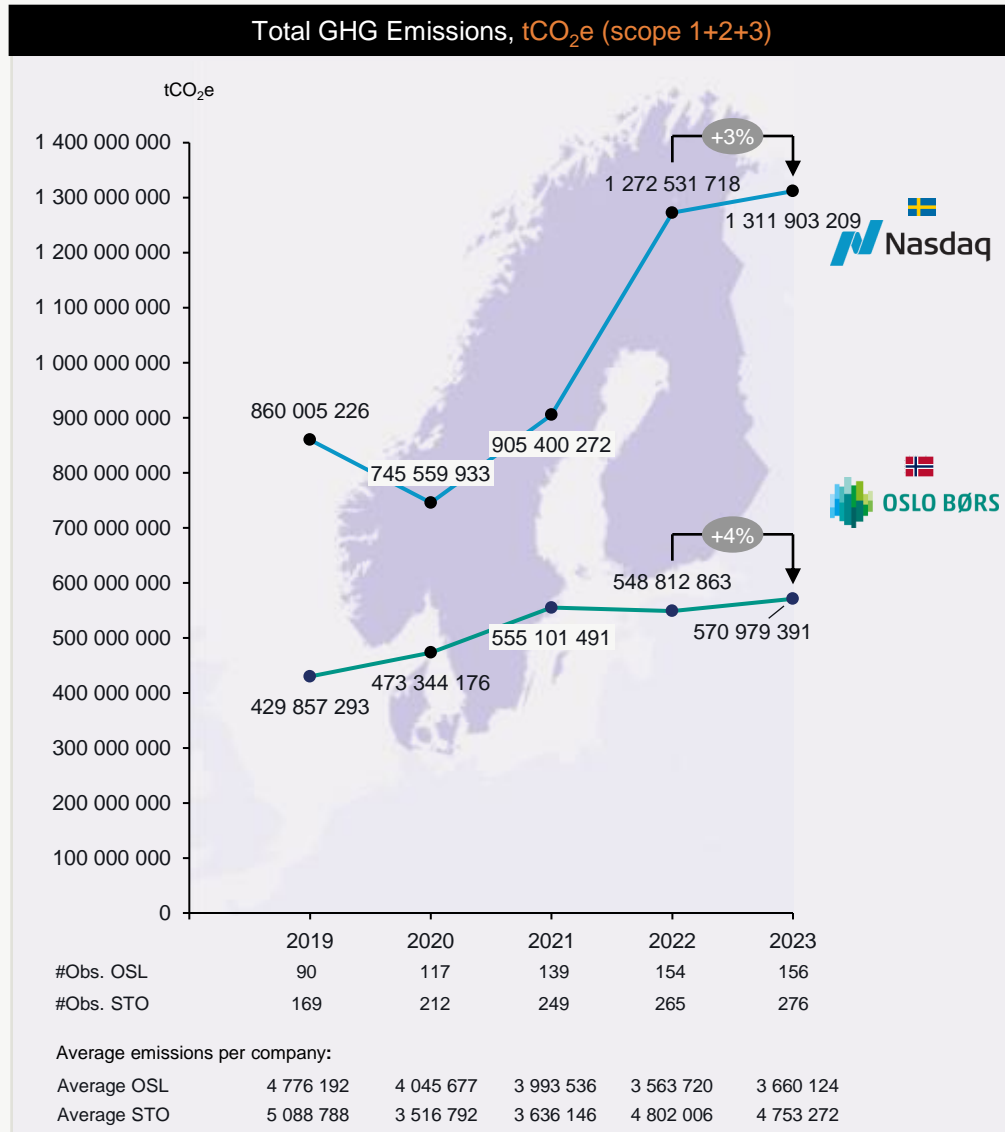 Total GHG Emissions, tCO₂e (scope 1+2+3)
tCO₂e
1 400 000 000
1 300 000 000
1 200 000 000
1 100 000 000
1 000 000 000
900 000 000
800 000 000
700 000 000
600 000 000
500 000 000
400 000 000
300 000 000
200 000 000
100 000 000
0
+3%
1 272 531 718
1 311 903 209
Nasdaq
860 005 226
745 559 933
905 400 272
OSLO BØRS
+4%
548 812 863
570 979 391
555 101 491
473 344 176
429 857 293
2019 2020 2021 2022 2023
#Obs. OSL 90 117 139 154 156
#Obs. STO 169 212 249 265 276
Average emissions per company:
Average OSL 4 776 192 4 045 677 3 993 536 3 563 720 3 660 124
Average STO 5 088 788 3 516 792 3 636 146 4 802 006 4 753 272